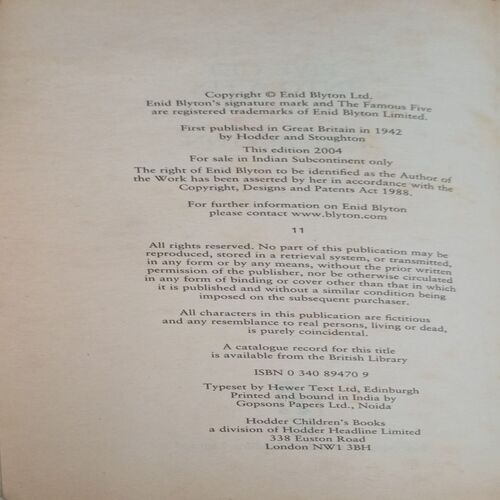 Copyright © Enid Blyton Ltd.
Enid Blyton's signature mark and The Famous Five
are registered trademarks of Enid Blyton Limited.
First published in Great Britain in 1942
by Hodder and Stoughton
This edition 2004
For sale in Indian Subcontinent only
The right of Enid Blyton to be identified as the Author of
the Work has been asserted by her in accordance with the
Copyright, Designs and Patents Act 1988.
For further information on Enid Blyton
please contact www.blyton.com
11
All rights reserved. No part of this publication may be
reproduced, stored in a retrieval system, or transmitted,
in any form or by any means, without the prior written
permission of the publisher, nor be otherwise circulated
in any form of binding or cover other than that in which
it is published and without a similar condition being
imposed on the subsequent purchaser.
All characters in this publication are fictitious
and any resemblance to real persons, living or dead,
is purely coincidental.
A catalogue record for this title
is available from the British Library
ISBN 0 340 89470 9
Typeset by Hewer Text Ltd, Edinburgh
Printed and bound in India by
Gopsons Papers Ltd., Noida
Hodder Children's Books
a division of Hodder Headline Limited
338 Euston Road
London NW1 3BH